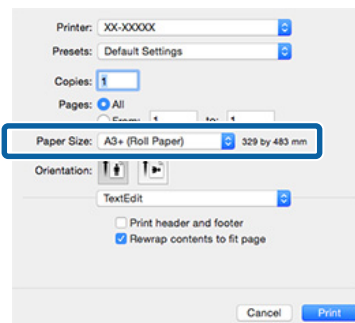 Printer: XX-XXXXX
Presets: Default Settings
Copies: 1
Pages: All
From: 1 to: 1
Paper Size: A3+ (Roll Paper) 329 by 483 mm
Orientation:
TextEdit
Print header and footer
Rewrap contents to fit page
Cancel Print